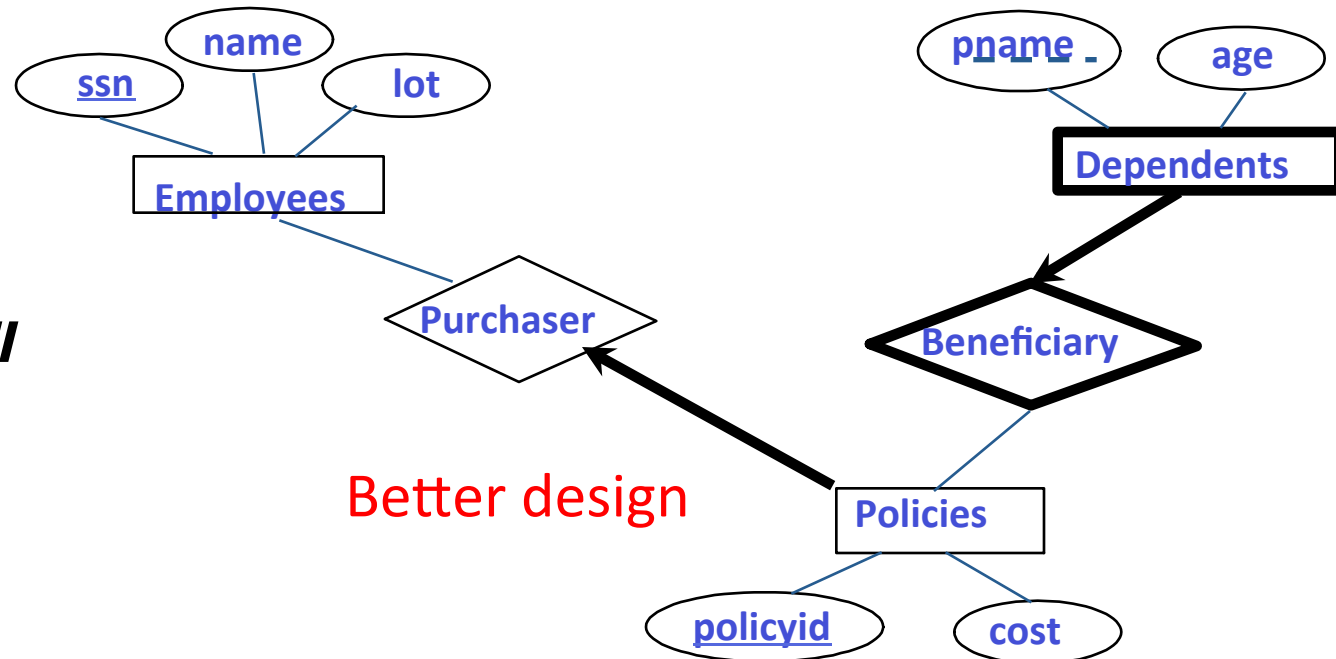 name
pname
ssn
lot
age
Employees
Dependents
Purchaser
Beneficiary
Better design
Policies
policyid
cost